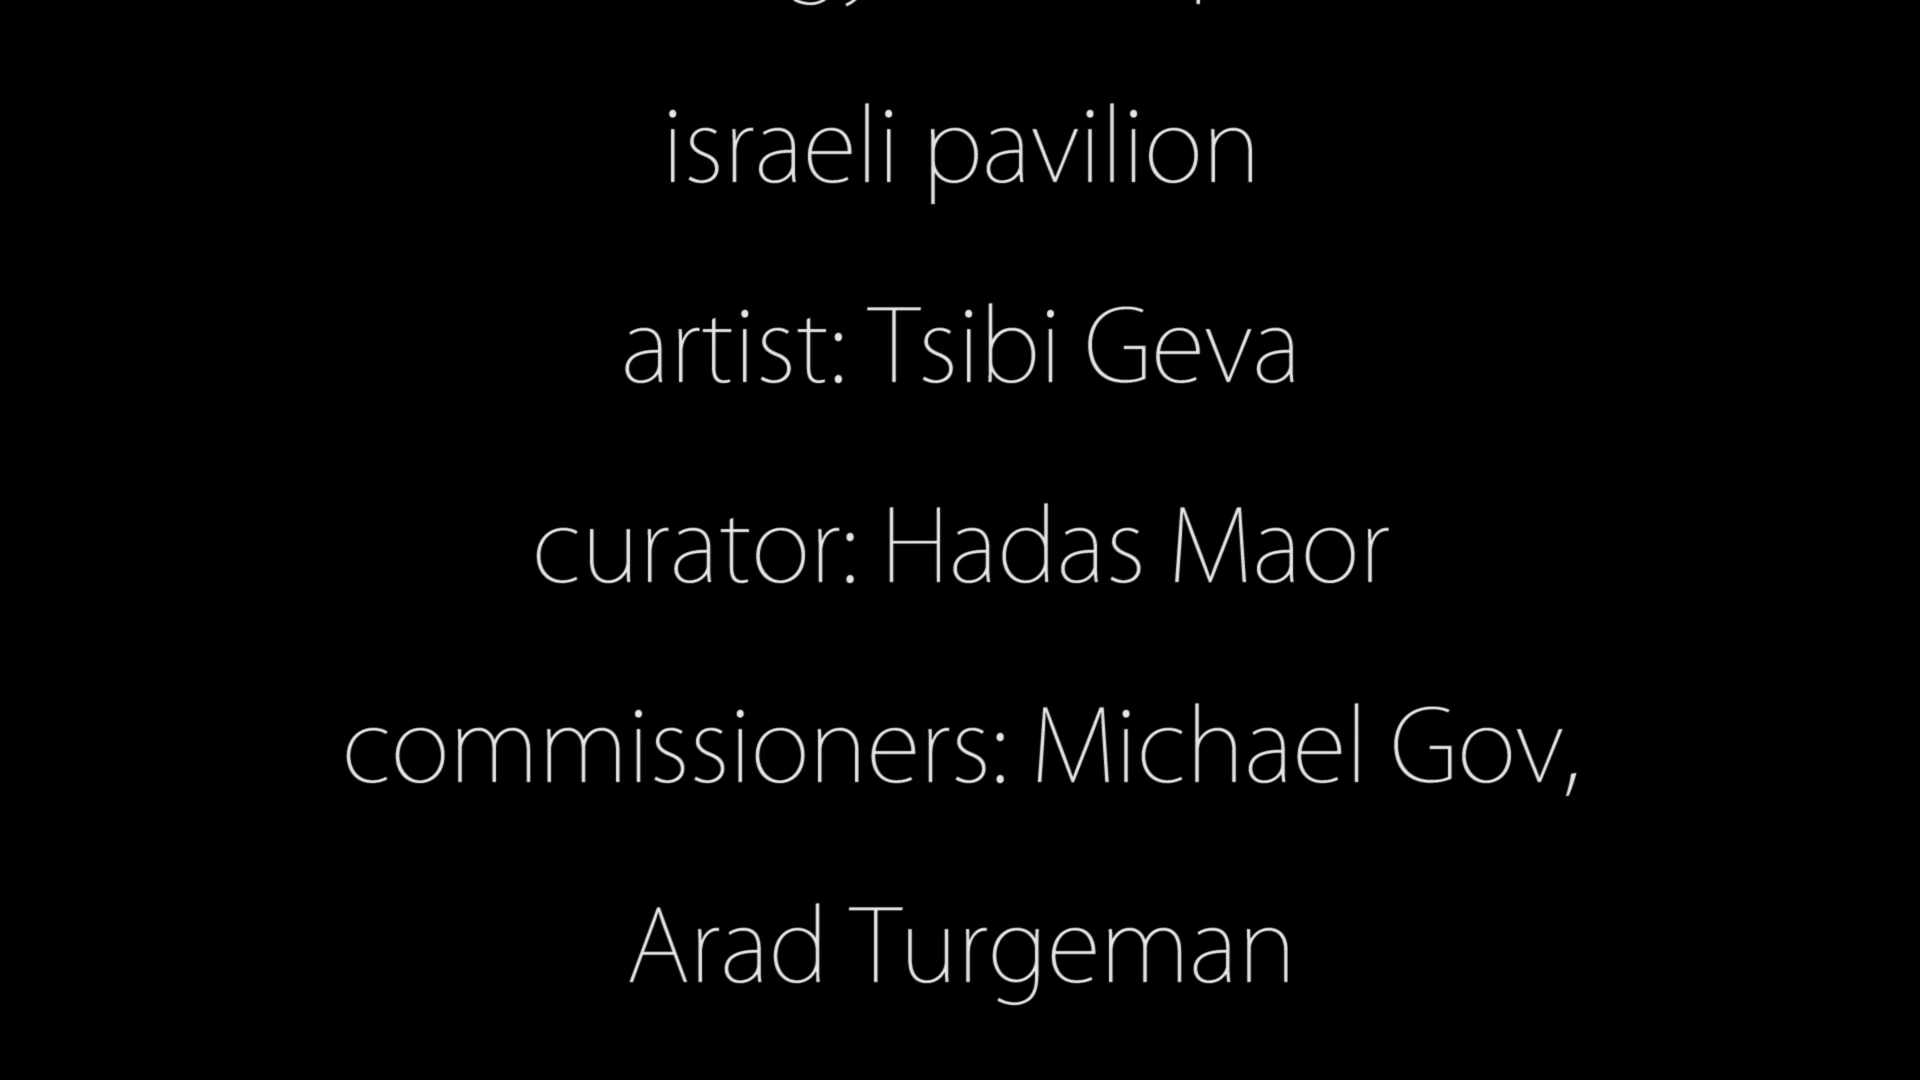 israeli pavilion
artist: Tsibi Geva
curator: Hadas Maor
commissioners: Michael Gov,
Arad Turgeman